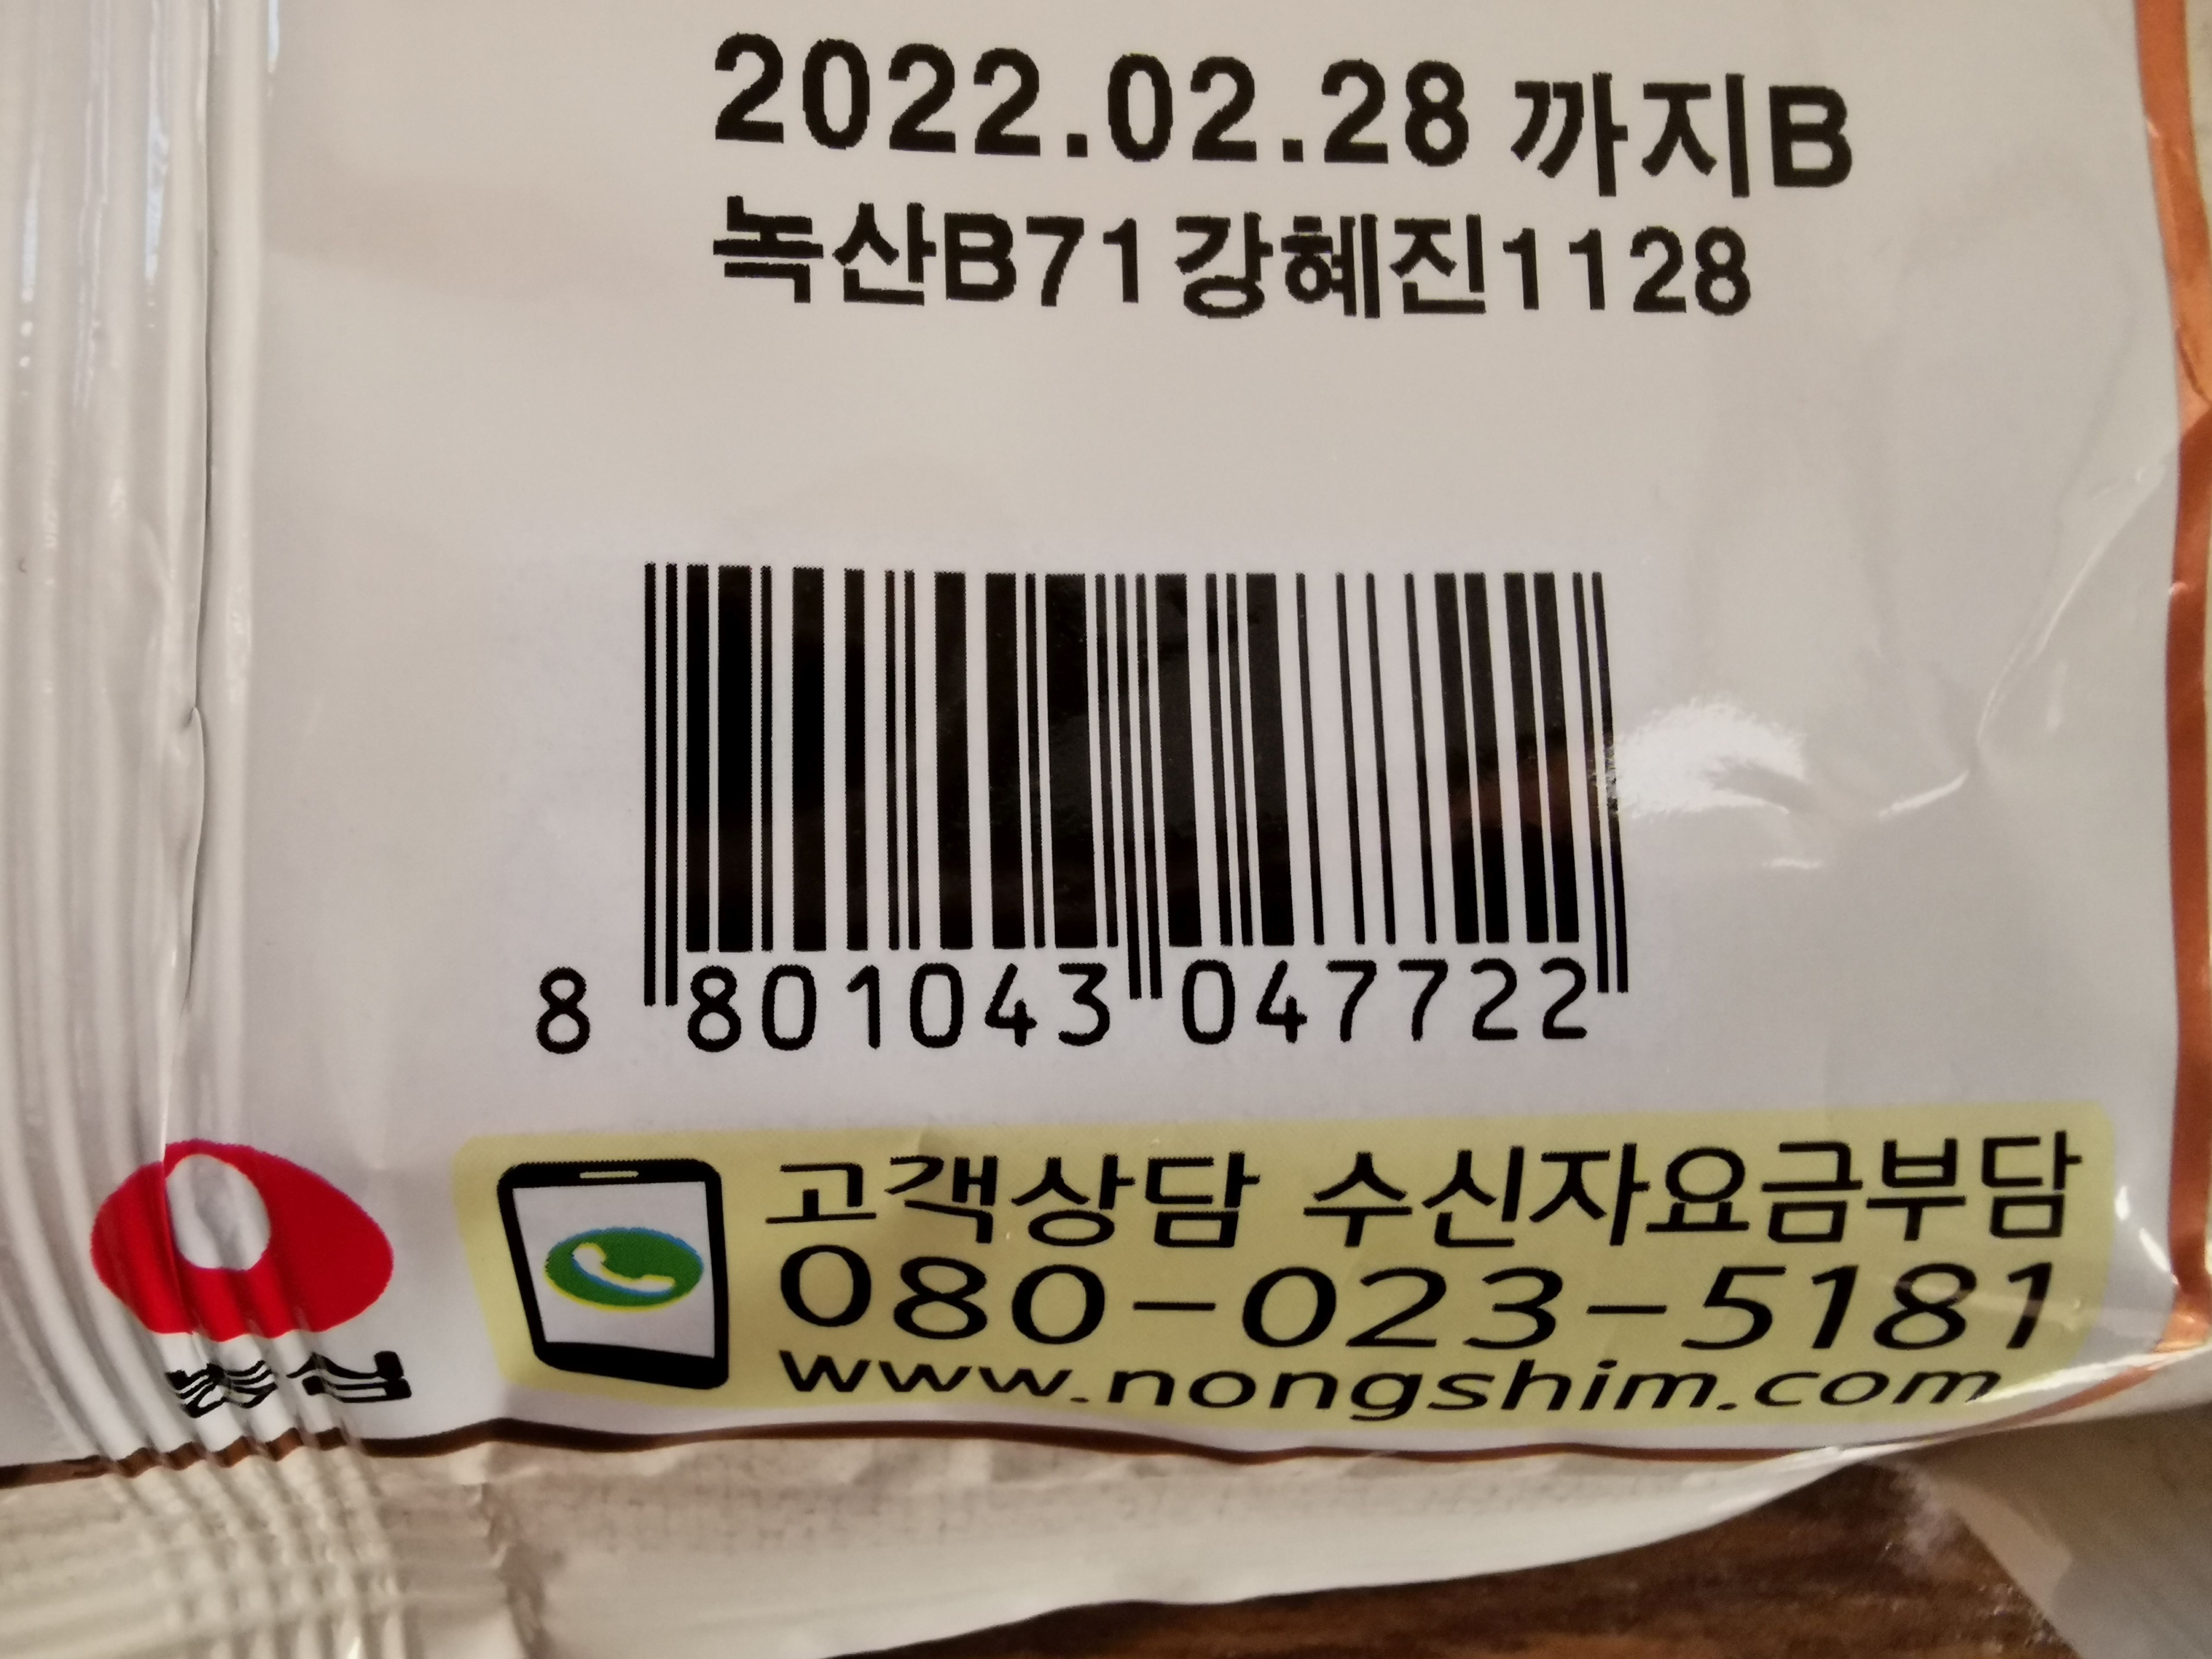 2022.02.28 까지B
녹산B71강혜진1128
8 801043 047722
고객상담 수신자요금부담
080-023-5181
www.nongshim.com
농심